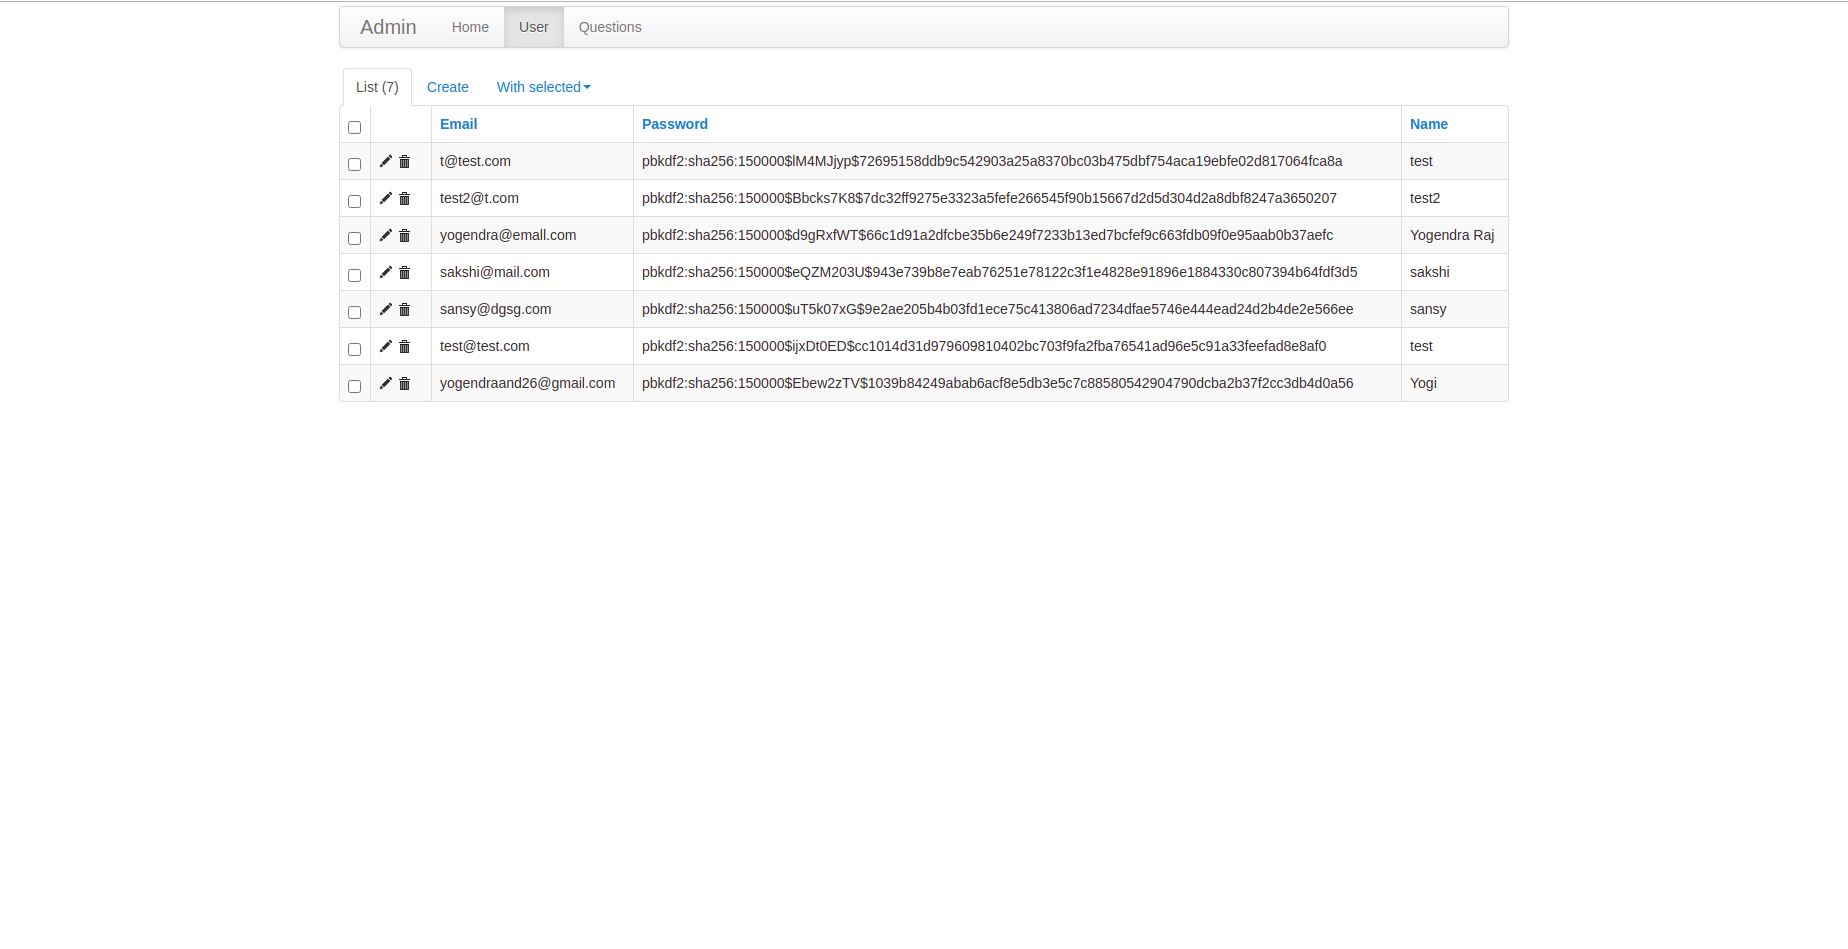 Admin Home User Questions
List (7) Create With selected
Email Password Name
t@test.com pbkdf2:sha256:150000$lM4MJjyp$72695158ddb9c542903a25a8370bc03b475dbf754aca19ebfe02d817064fca8a test
test2@t.com pbkdf2:sha256:150000$Bbcks7K8$7dc32ff9275e3323a5fefe266545f90b15667d2d5d304d2a8dbf8247a3650207 test2
yogendra@emall.com pbkdf2:sha256:150000$d9gRxfWT$66c1d91a2dfcbe35b6e249f7233b13ed7bcfef9c663fdb09f0e95aab0b37aefc Yogendra Raj
sakshi@mail.com pbkdf2:sha256:150000$eQZM203U$943e739b8e7eab76251e78122c3f1e4828e91896e1884330c807394b64fdf3d5 sakshi
sansy@dgsg.com pbkdf2:sha256:150000$uT5k07xG$9e2ae205b4b03fd1ece75c413806ad7234dfae5746e444ead24d2b4de2e566ee sansy
test@test.com pbkdf2:sha256:150000$ijxDt0ED$cc1014d31d979609810402bc703f9fa2fba76541ad96e5c91a33feefad8e8af0 test
yogendraand26@gmail.com pbkdf2:sha256:150000$Ebew2zTV$1039b84249abab6acf8e5db3e5c7c88580542904790dcba2b37f2cc3db4d0a56 Yogi